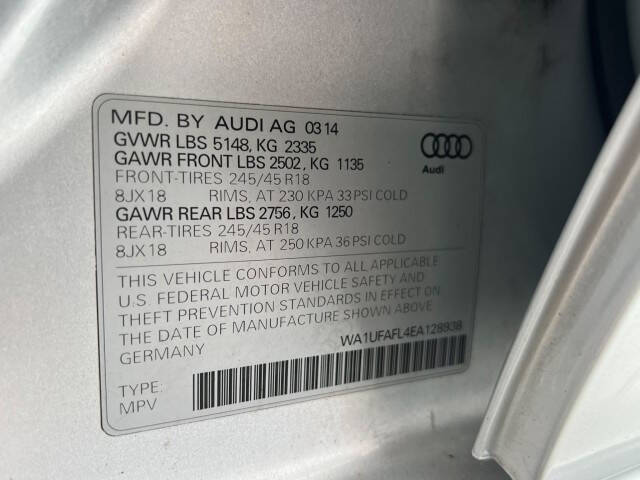 MFD. BY AUDI AG 03 14
GVWR LBS 5148, KG 2335
GAWR FRONT LBS 2502, KG 1135
FRONT-TIRES 245/45 R18
8JX18 RIMS, AT 230 KPA 33 PSI COLD
GAWR REAR LBS 2756, KG 1250
REAR-TIRES 245/45 R18
8JX18 RIMS, AT 250 KPA 36 PSI COLD
Audi
THIS VEHICLE CONFORMS TO ALL APPLICABLE
U.S. FEDERAL MOTOR VEHICLE SAFETY AND
THEFT PREVENTION STANDARDS IN EFFECT ON
THE DATE OF MANUFACTURE SHOWN ABOVE
GERMANY
WA1UFAFL4EA128938
TYPE:
MPV